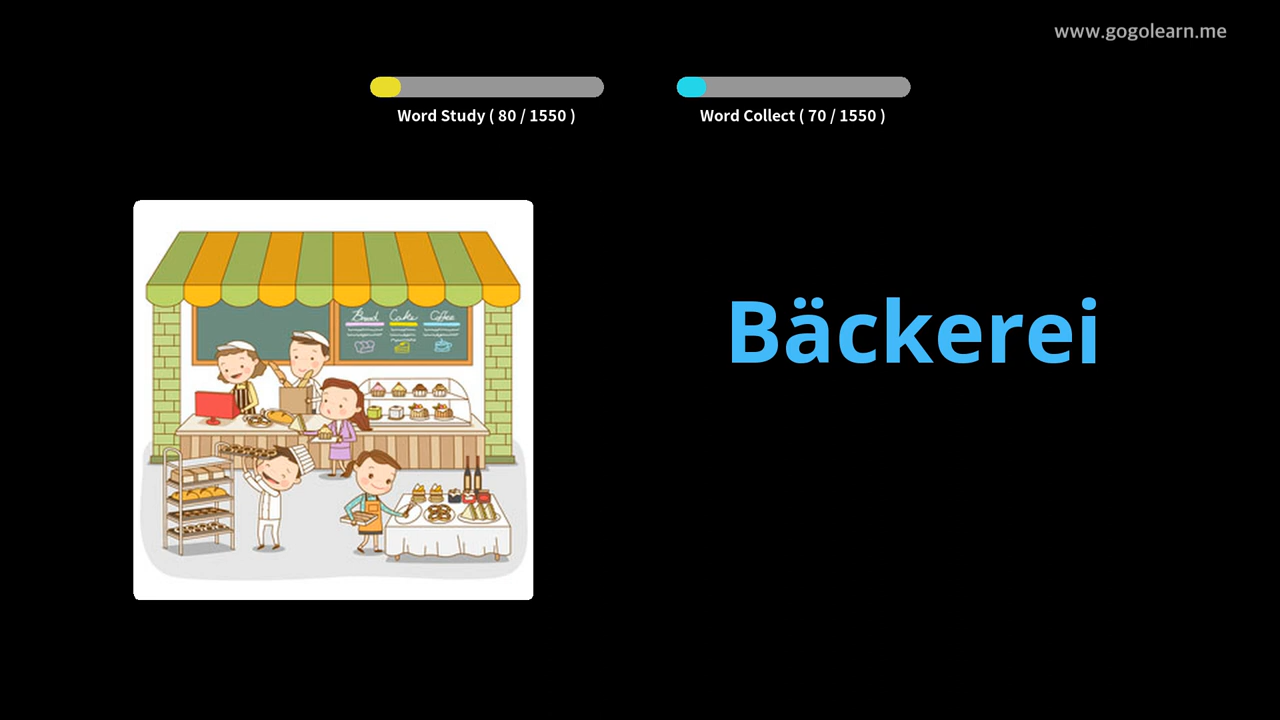 www.gogolearn.me
Word Study ( 80 / 1550 )
Word Collect ( 70 / 1550 )
Bread Cake Coffee
Bäckerei